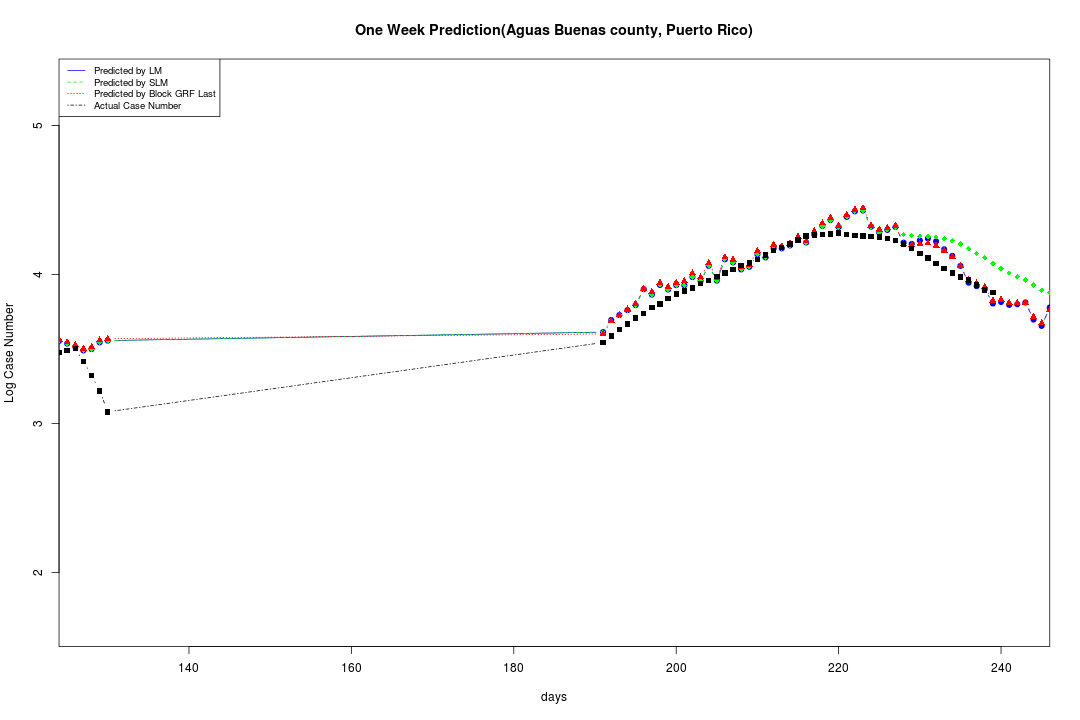 One Week Prediction(Aguas Buenas county, Puerto Rico)
Predicted by LM
Predicted by SLM
Predicted by Block GRF Last
Actual Case Number
5
4
3
2
Log Case Number
140 160 180 200 220 240
days